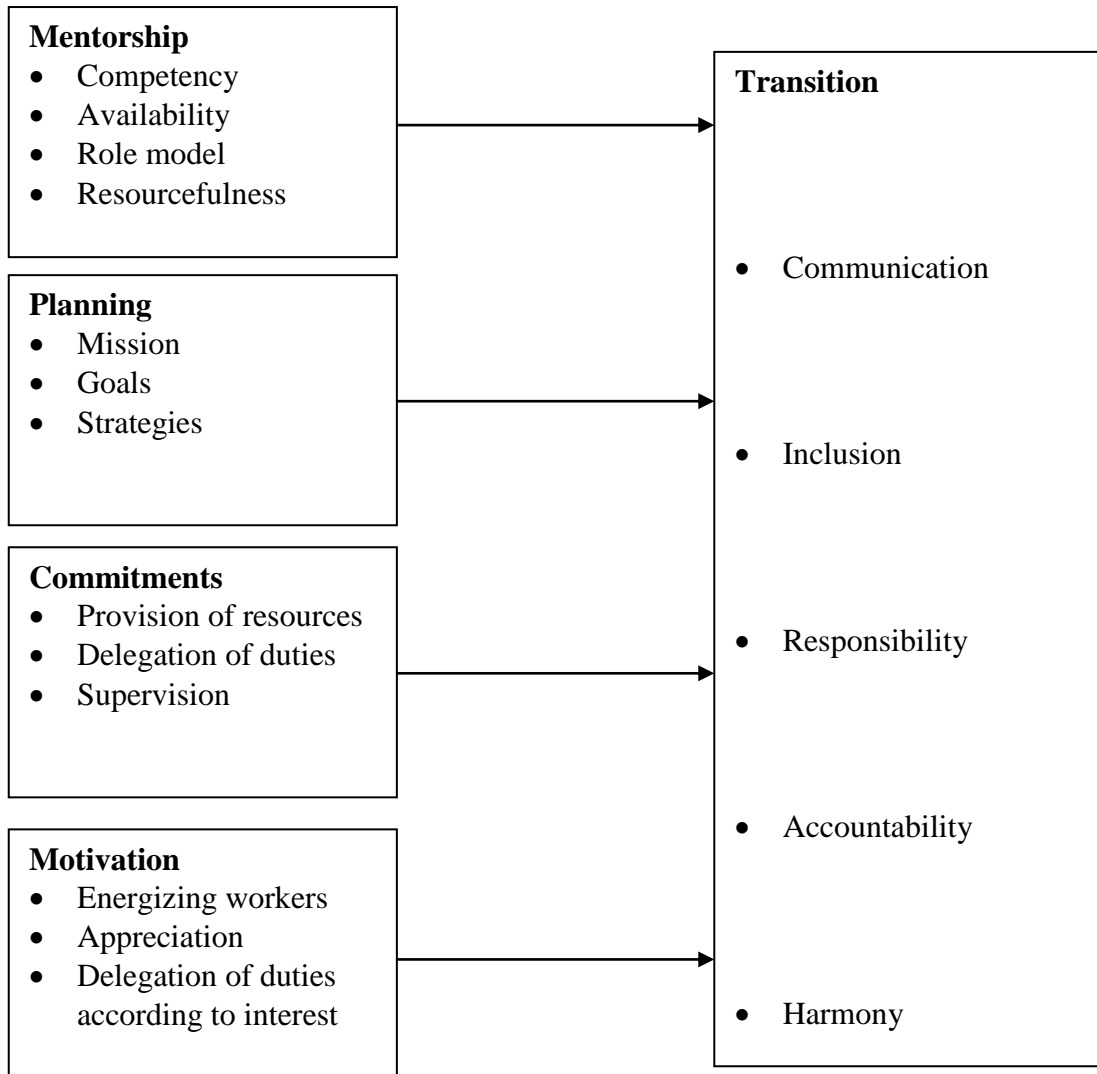 Mentorship
• Competency
• Availability
• Role model
• Resourcefulness
Planning
• Mission
• Goals
• Strategies
Commitments
• Provision of resources
• Delegation of duties
• Supervision
Motivation
• Energizing workers
• Appreciation
• Delegation of duties
according to interest
Transition
• Communication
• Inclusion
• Responsibility
• Accountability
• Harmony